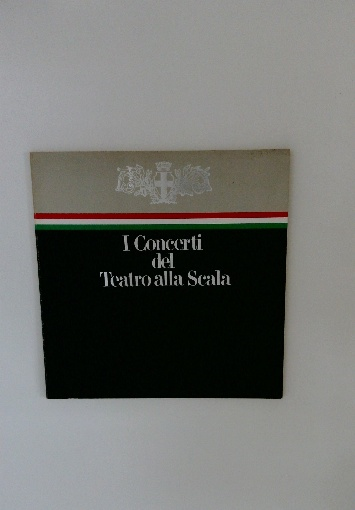 I Concerti
del
Teatro alla Scala